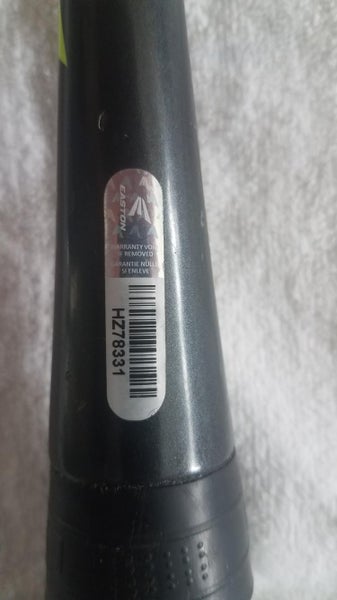 EASTON
WARRANTY VOID
IF REMOVED
GARANTIE NULLE
SI ENLEVÉ
HZ78331